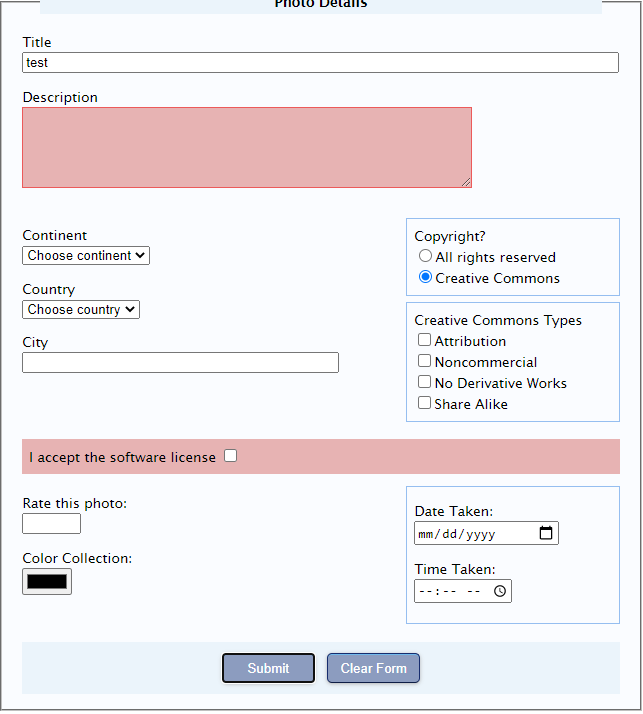 Photo Details
Title
test
Description
Continent
Choose continent
Country
Choose country
City
Copyright?
All rights reserved
Creative Commons
Creative Commons Types
Attribution
Noncommercial
No Derivative Works
Share Alike
I accept the software license
Rate this photo:
Color Collection:
Date Taken:
mm/dd/yyyy
Time Taken:
--:-- --
Submit
Clear Form